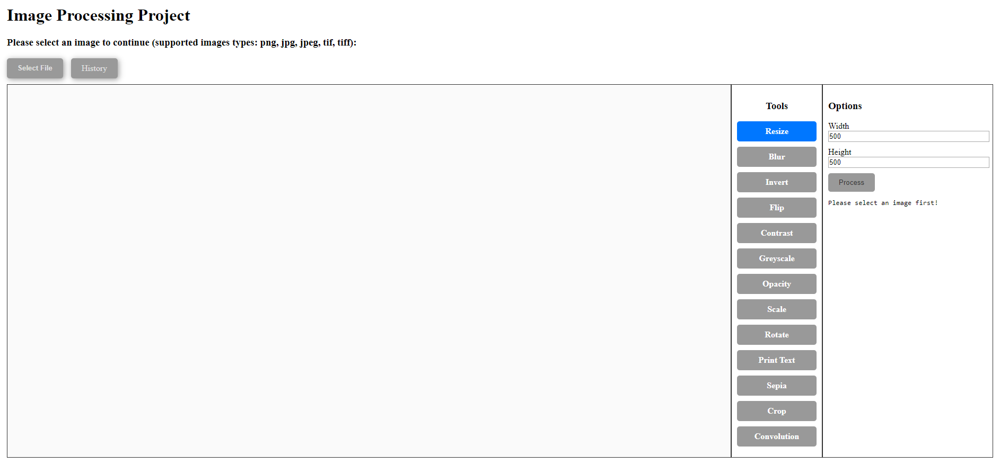 Image Processing Project
Please select an image to continue (supported images types: png, jpg, jpeg, tif, tiff):
Select File
History
Tools
Resize
Blur
Invert
Flip
Contrast
Greyscale
Opacity
Scale
Rotate
Print Text
Sepia
Crop
Convolution
Options
Width
500
Height
500
Process
Please select an image first!